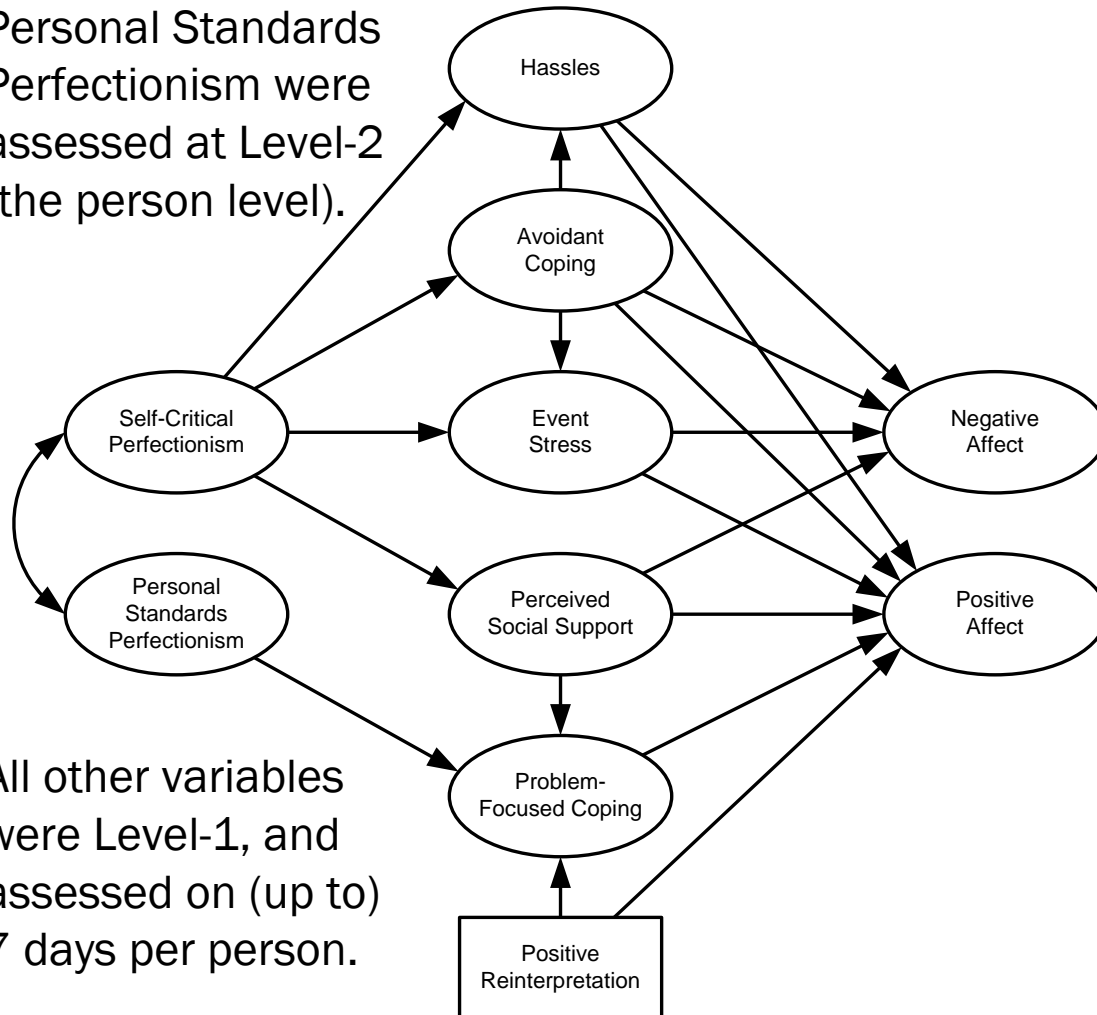 Personal Standards
Perfectionism were
assessed at Level-2
(the person level).
Hassles
Avoidant
Coping
Self-Critical
Perfectionism
Event
Stress
Negative
Affect
Personal
Standards
Perfectionism
Perceived
Social Support
Positive
Affect
All other variables
were Level-1, and
assessed on (up to)
7 days per person.
Problem-
Focused Coping
Positive
Reinterpretation